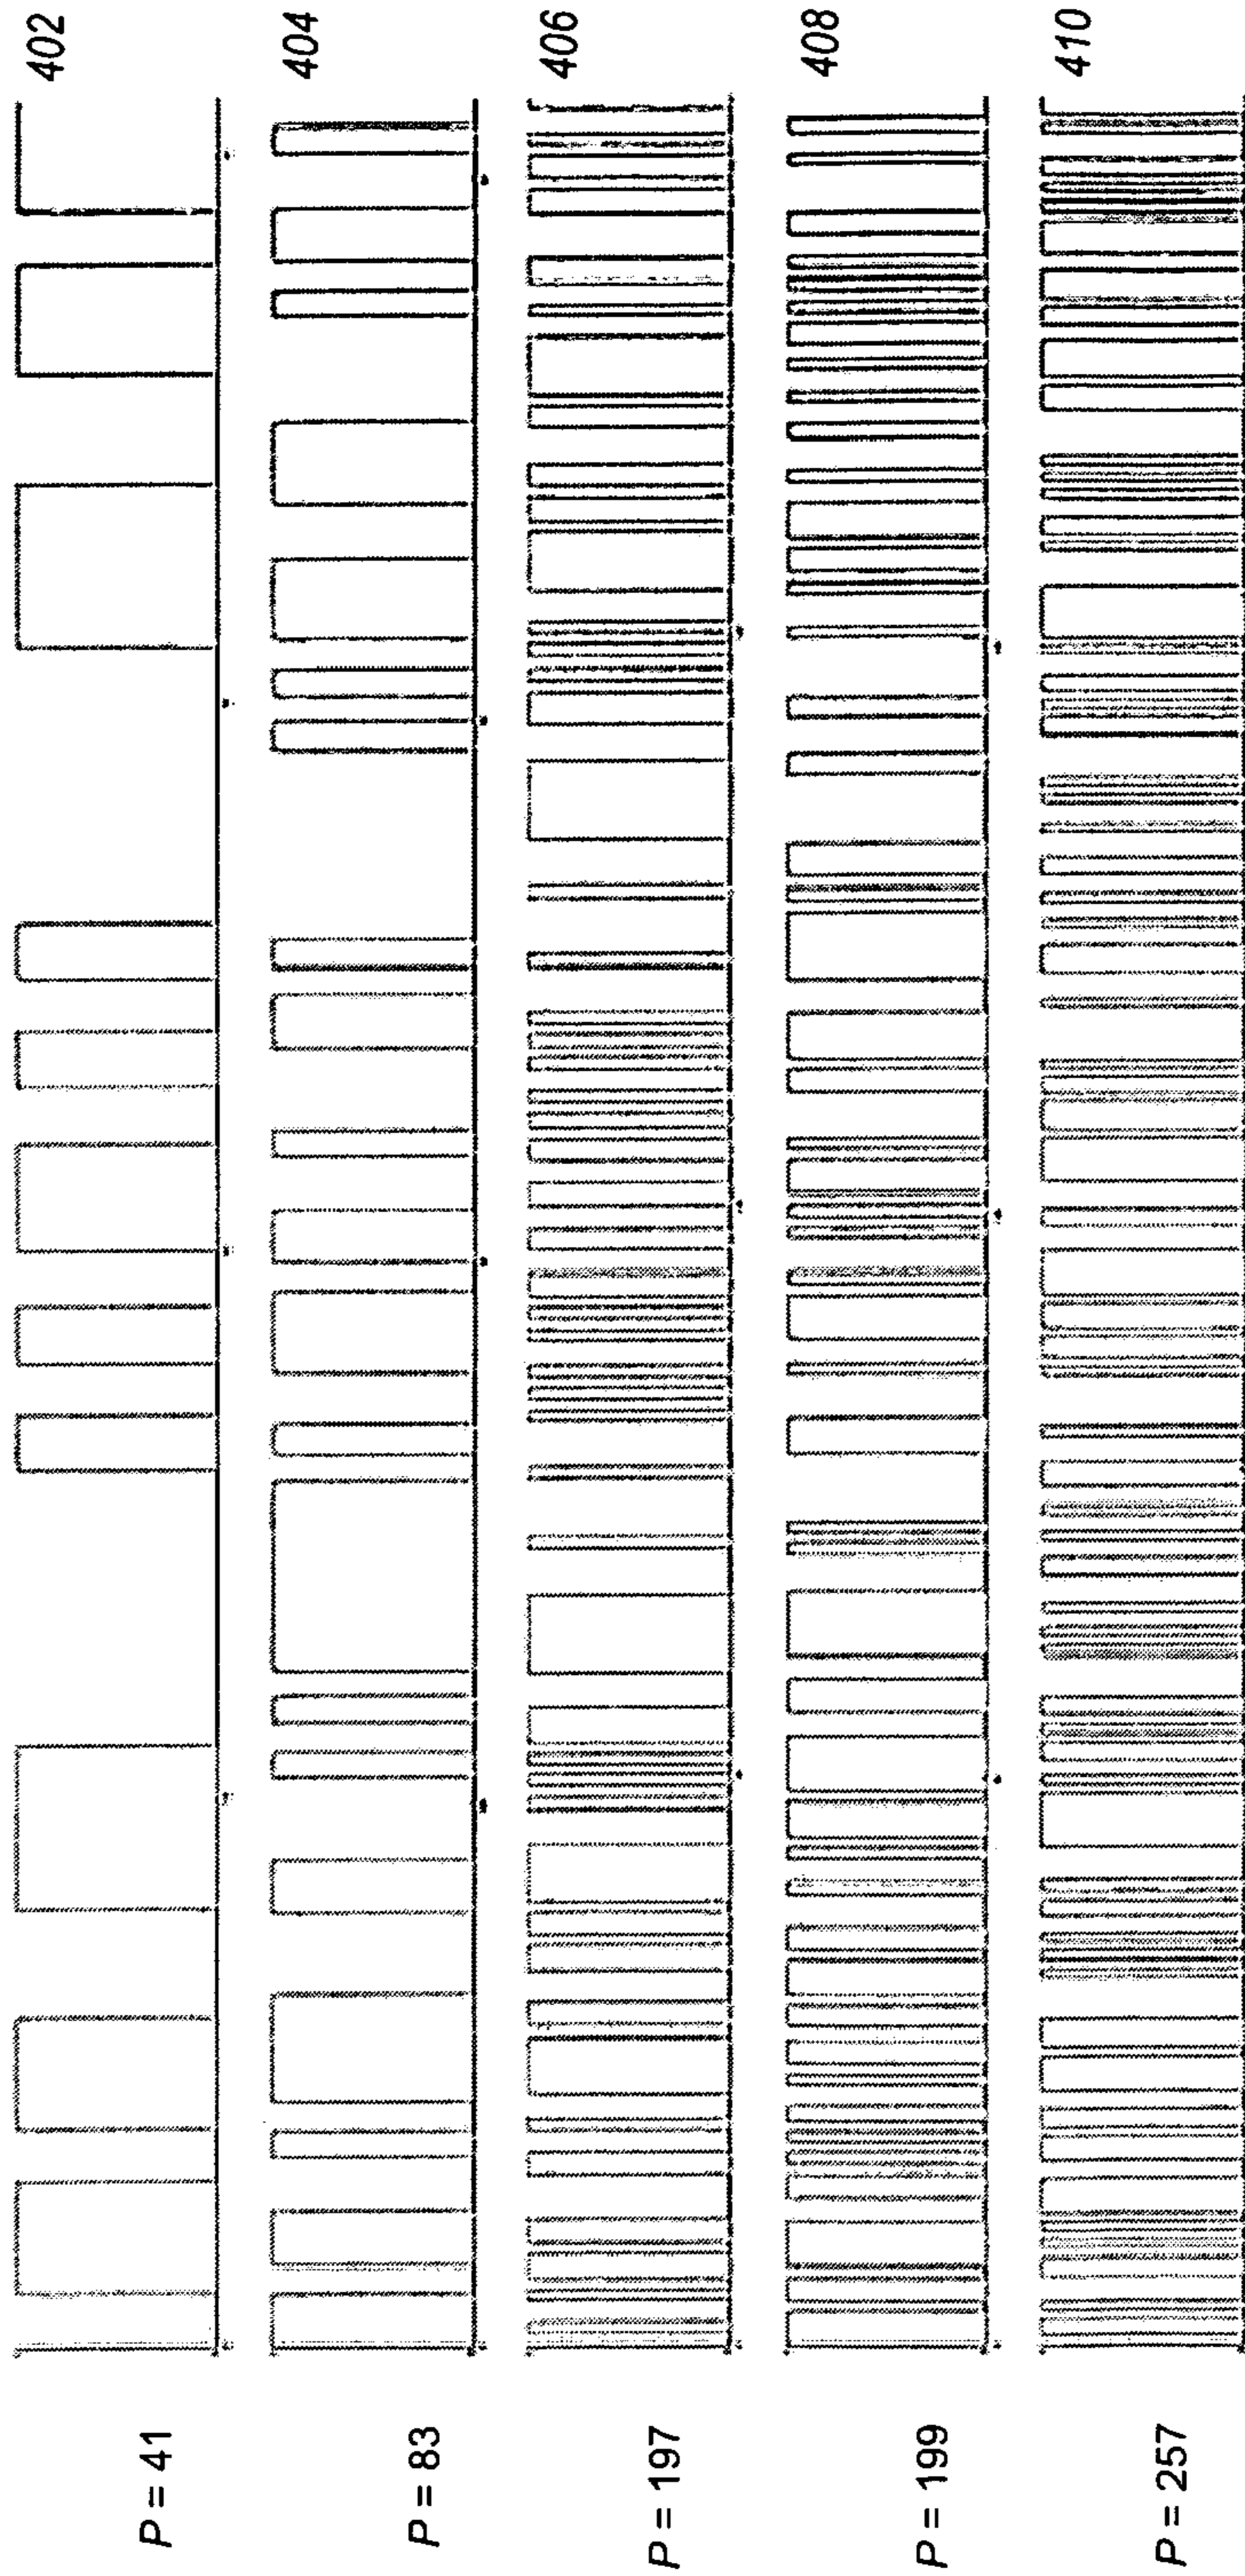 P = 41
402
P = 83
404
P = 197
406
P = 199
408
P = 257
410